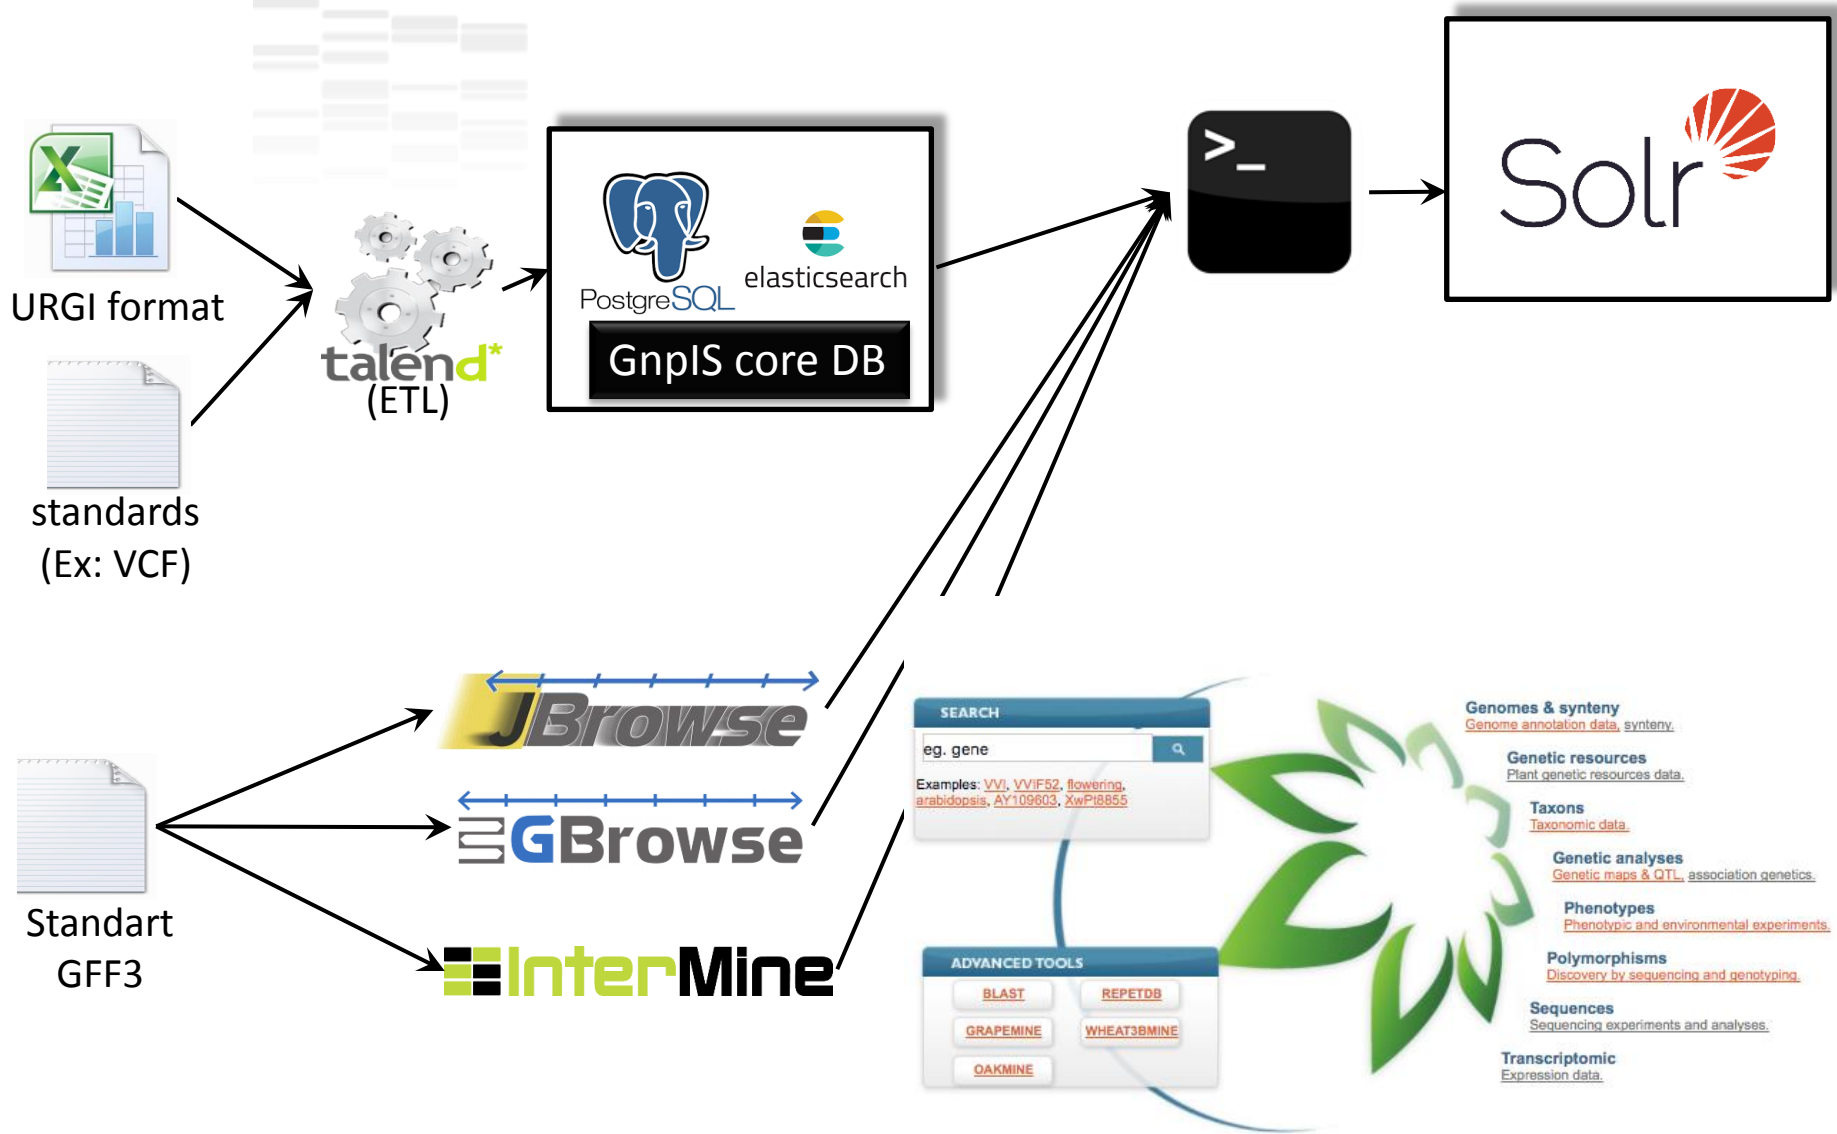 URGI format
standards
(Ex: VCF)
talend*
(ETL)
PostgreSQL
elasticsearch
GnpIS core DB
>_
Solr
Standart
GFF3
JBrowse
GBrowse
InterMine
SEARCH
eg. gene
Examples: VVI, VVIF52, flowering,
arabidopsis, AY109603, XwPt8855
ADVANCED TOOLS
BLAST
REPETDB
GRAPEMINE
WHEAT3BMINE
OAKMINE
Genomes & synteny
Genome annotation data, synteny.
Genetic resources
Plant genetic resources data.
Taxons
Taxonomic data.
Genetic analyses
Genetic maps & QTL, association genetics.
Phenotypes
Phenotypic and environmental experiments.
Polymorphisms
Discovery by sequencing and genotyping.
Sequences
Sequencing experiments and analyses.
Transcriptomic
Expression data.